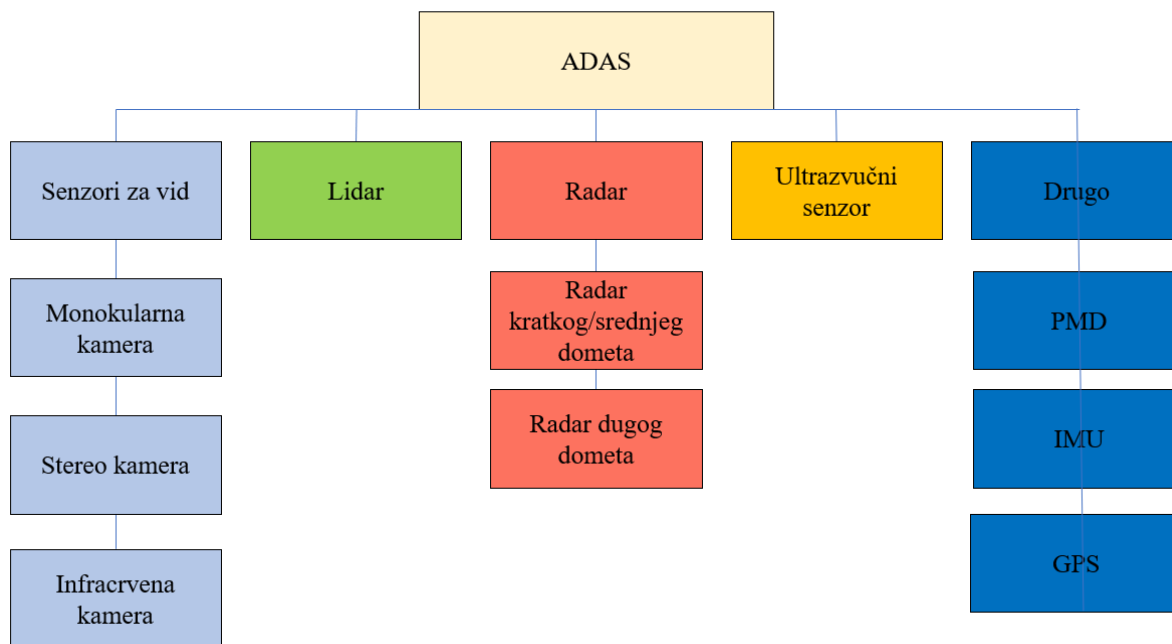 ADAS
Senzori za vid
Lidar
Radar
Ultrazvučni
senzor
Drugo
Monokularna
kamera
Radar
kratkog/srednjeg
dometa
PMD
Stereo kamera
Radar dugog
dometa
IMU
Infracrvena
kamera
GPS